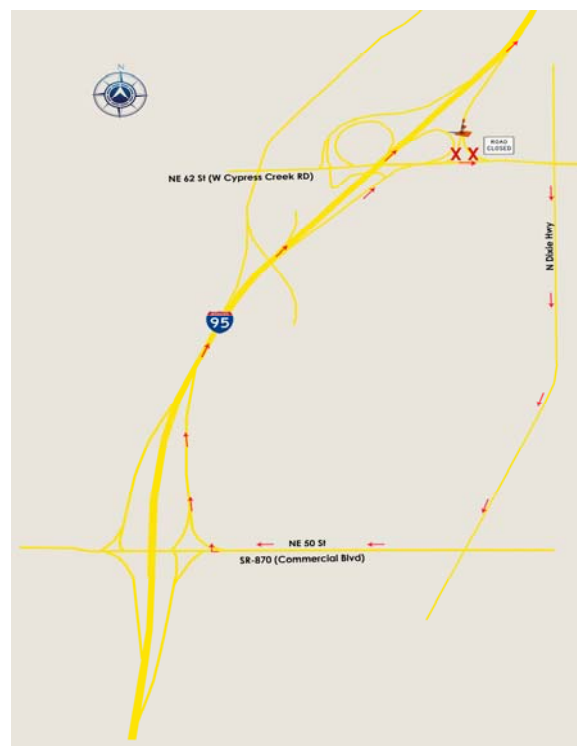 N
ROAD
CLOSED
X X
NE 62 St (W Cypress Creek RD)
N Dixie Hwy
95
NE 50 St
SR-870 (Commercial Blvd)